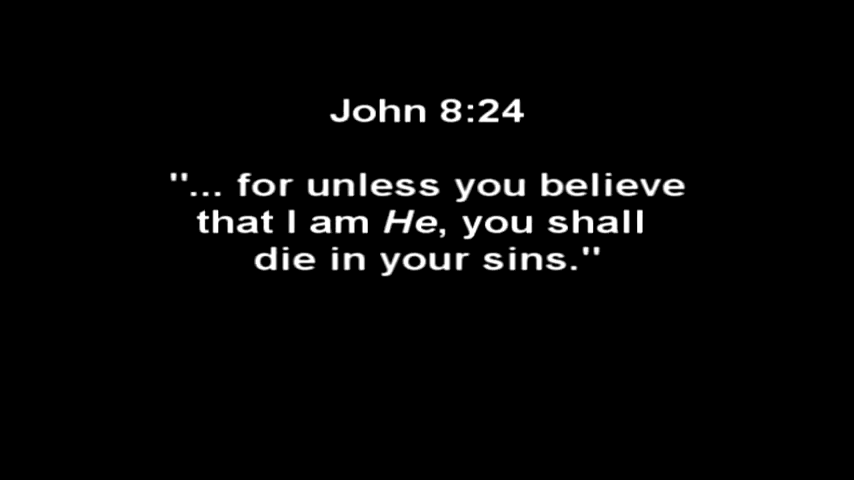 John 8:24
"... for unless you believe
that I am He, you shall
die in your sins."